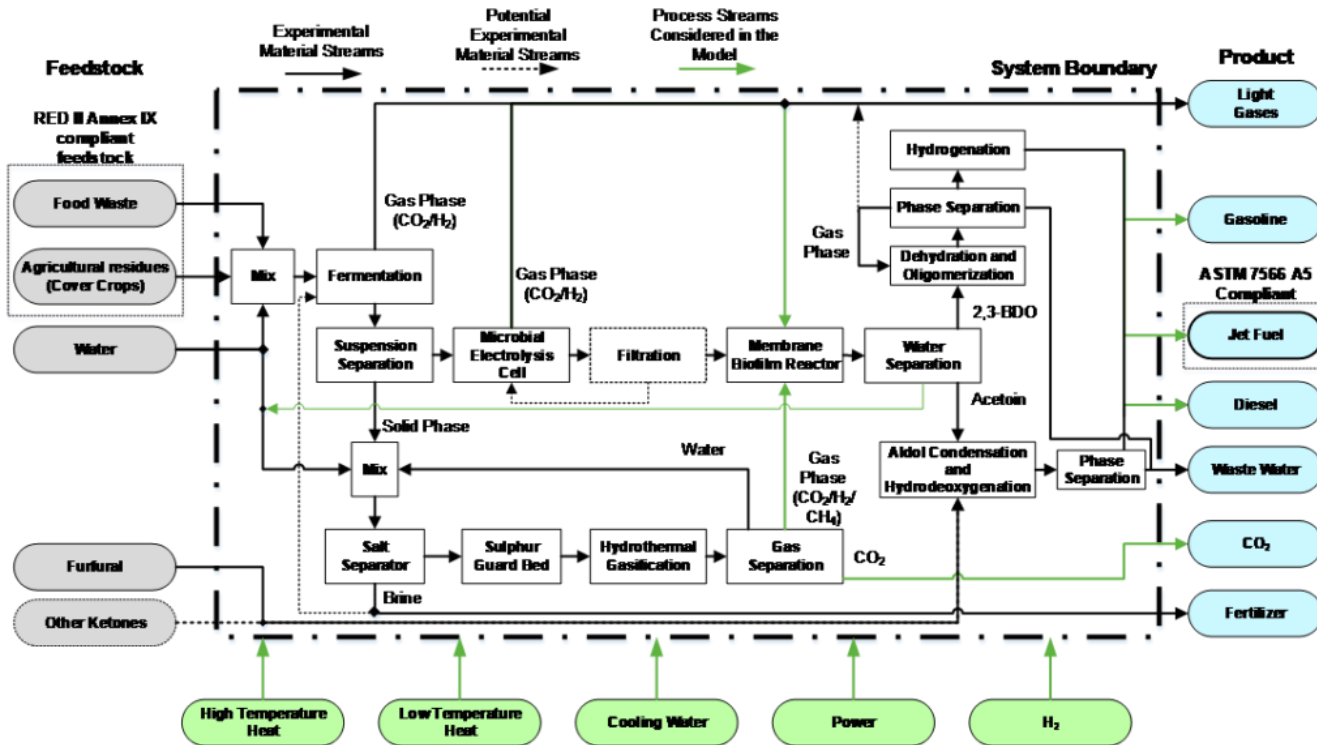 Experimental
Material Streams
Potential
Experimental
Material Streams
Process Streams
Considered in the
Model
Feedstock
System Boundary
Product
RED II Annex IX
compliant
feedstock
Light
Gases
Hydrogenation
Food Waste
Gas Phase
(CO₂/H₂)
Phase Separation
Gasoline
Gas
Phase
Agricultural residues
(Cover Crops)
Mix
Fermentation
Gas Phase
(CO₂/H₂)
Dehydration and
Oligomerization
ASTM 7566 A5
Compliant
2,3-BDO
Water
Suspension
Separation
Microbial
Electrolysis
Cell
Filtration
Membrane
Biofilm Reactor
Water
Separation
Jet Fuel
Acetoin
Diesel
Solid Phase
Mix
Water
Gas
Phase
(CO₂/H₂/
CH₄)
Aldol Condensation
and
Hydrodeoxygenation
Phase
Separation
Waste Water
Salt
Separator
Sulphur
Guard Bed
Hydrothermal
Gasification
Gas
Separation
CO₂
CO₂
Furfural
Brine
Other Ketones
Fertilizer
High Temperature
Heat
Low Temperature
Heat
Cooling Water
Power
H₂